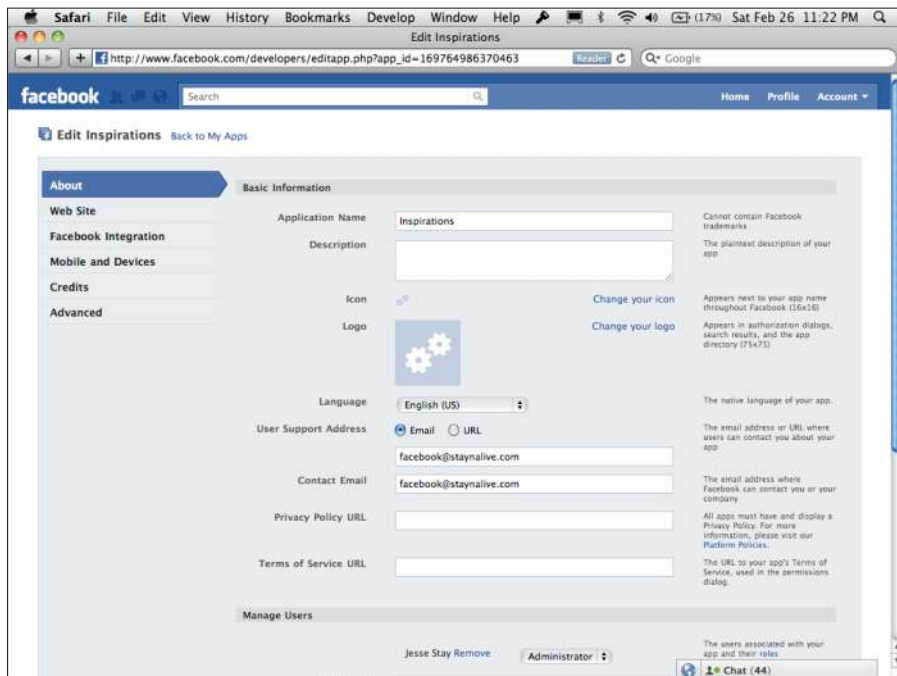 Safari File Edit View History Bookmarks Develop Window Help (17%) Sat Feb 26 11:22 PM
Edit Inspirations
http://www.facebook.com/developers/editapp.php?app_id=169764986370463 Reader Google
facebook Search Home Profile Account
Edit Inspirations Back to My Apps
About
Web Site
Facebook Integration
Mobile and Devices
Credits
Advanced
Basic Information
Application Name Inspirations Cannot contain Facebook
trademarks
Description The plaintext description of your
app
Icon Change your icon Appears next to your app name
throughout Facebook (16x16)
Logo Change your logo Appears in authorization dialogs,
search results, and the app
directory (75x75)
Language English (US) The native language of your app.
User Support Address Email URL The email address or URL where
users can contact you about your
app
facebook@staynalive.com
Contact Email facebook@staynalive.com The email address where
Facebook can contact you or your
company
Privacy Policy URL All apps must have and display a
Privacy Policy. For more
information, please visit our
Platform Policies.
Terms of Service URL The URL to your app's Terms of
Service, used in the permissions
dialog.
Manage Users
Jesse Stay Remove Administrator The users associated with your
app and their roles
Chat (44)